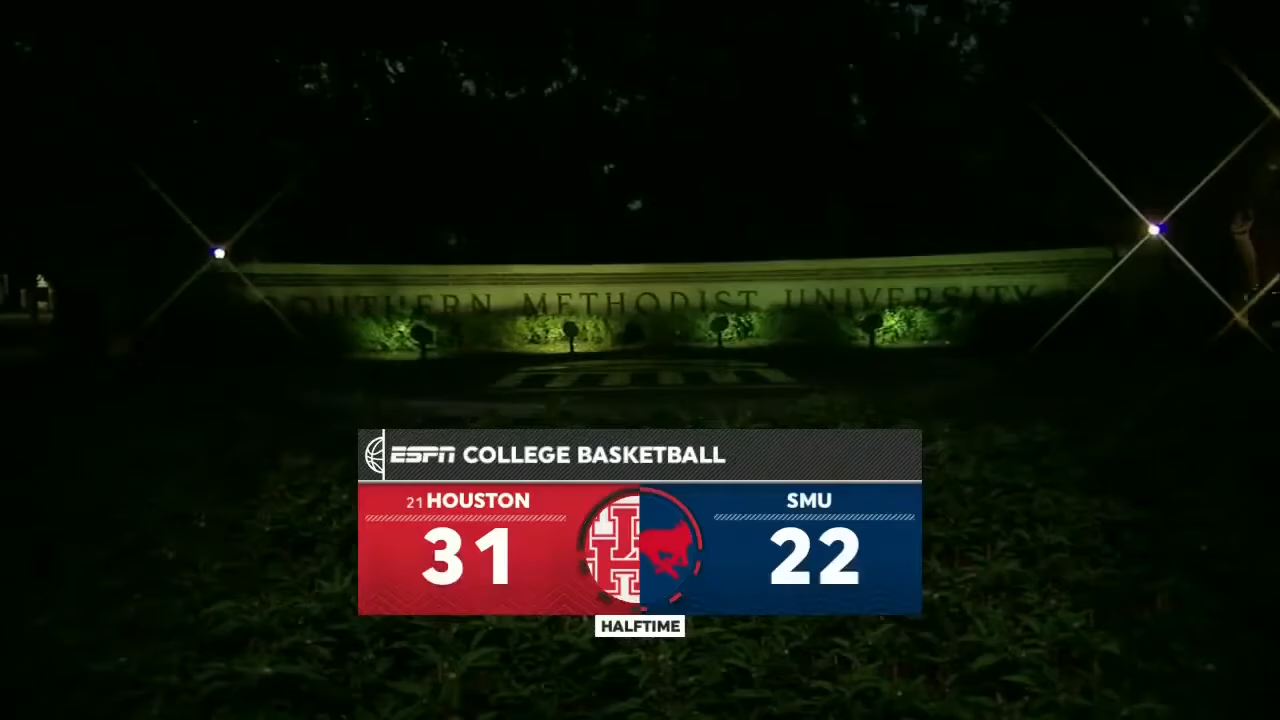 SOUTHERN METHODIST UNIVERSITY
ESPN COLLEGE BASKETBALL
21 HOUSTON
31
SMU
22
HALFTIME